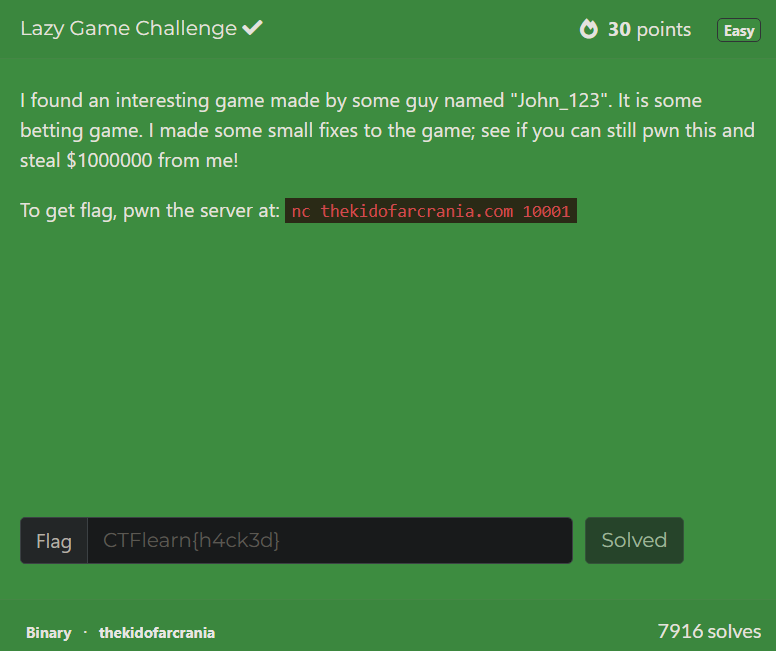 Lazy Game Challenge
30 points
Easy
I found an interesting game made by some guy named "John_123". It is some
betting game. I made some small fixes to the game; see if you can still pwn this and
steal $1000000 from me!
To get flag, pwn the server at: nc thekidofarcrania.com 10001
Flag
CTFlearn{h4ck3d}
Solved
Binary · thekidofarcrania
7916 solves